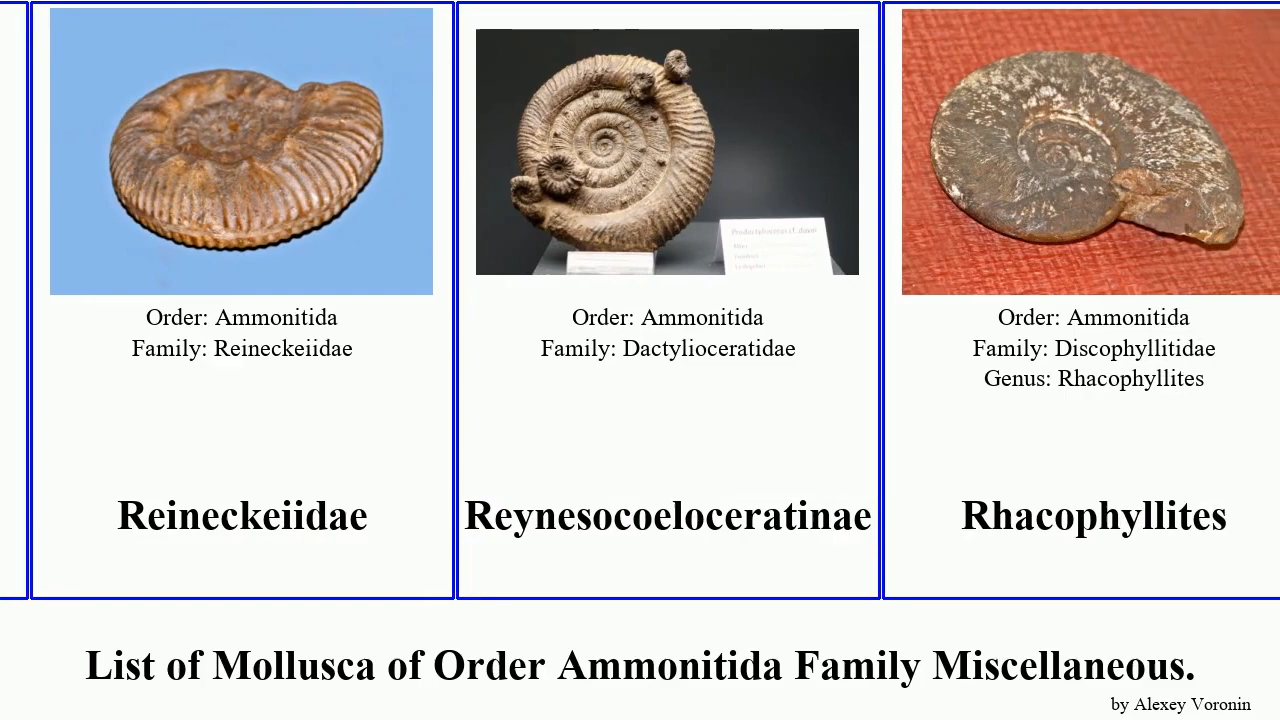 Order: Ammonitida
Family: Reineckeiidae
Reineckeiidae
Order: Ammonitida
Family: Dactylioceratidae
Reynesocoeloceratinae
Order: Ammonitida
Family: Discophyllitidae
Genus: Rhacophyllites
Rhacophyllites
List of Mollusca of Order Ammonitida Family Miscellaneous.
by Alexey Voronin